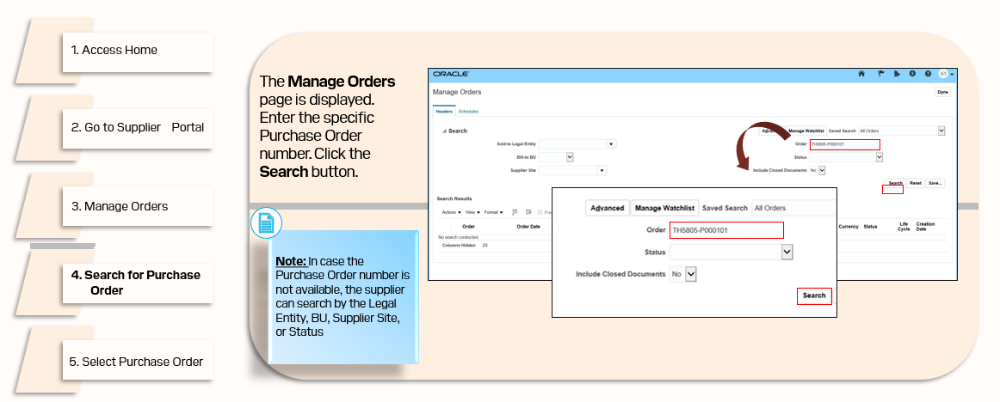 1. Access Home
2. Go to Supplier Portal
3. Manage Orders
4. Search for Purchase
Order
5. Select Purchase Order
The Manage Orders
page is displayed.
Enter the specific
Purchase Order
number. Click the
Search button.
Note: In case the
Purchase Order number is
not available, the supplier
can search by the Legal
Entity, BU, Supplier Site,
or Status
ORACLE
AY
Manage Orders
Done
Headers Schedules
Search
Advanced Manage Watchlist Saved Search All Orders
Sold-to Legal Entity
Order TH5805-P000101
Bill-to BU
Status
Supplier Site
Include Closed Documents No
Search Reset Save...
Search Results
Actions View Format
Order Order Date
Currency Status Life Cycle Creation Date
No search conducted.
Columns Hidden 23
Advanced Manage Watchlist Saved Search All Orders
Order TH5805-P000101
Status
Include Closed Documents No
Search